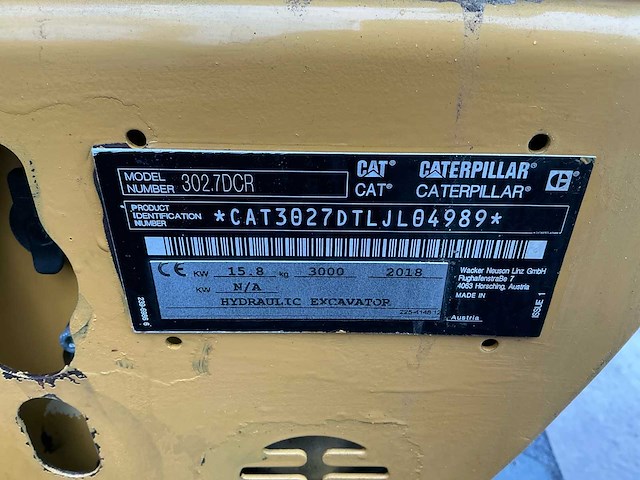 MODEL NUMBER 302.7DCR
CAT® CATERPILLAR®
CAT® CATERPILLAR®
PRODUCT IDENTIFICATION NUMBER *CAT3027DTLJL04989*
CE KW 15.8 kg 3000 2018
KW N/A
HYDRAULIC EXCAVATOR
Wacker Neuson Linz GmbH
Flughafenstraße 7
4063 Hörsching, Austria
MADE IN
Austria
ISSUE 1